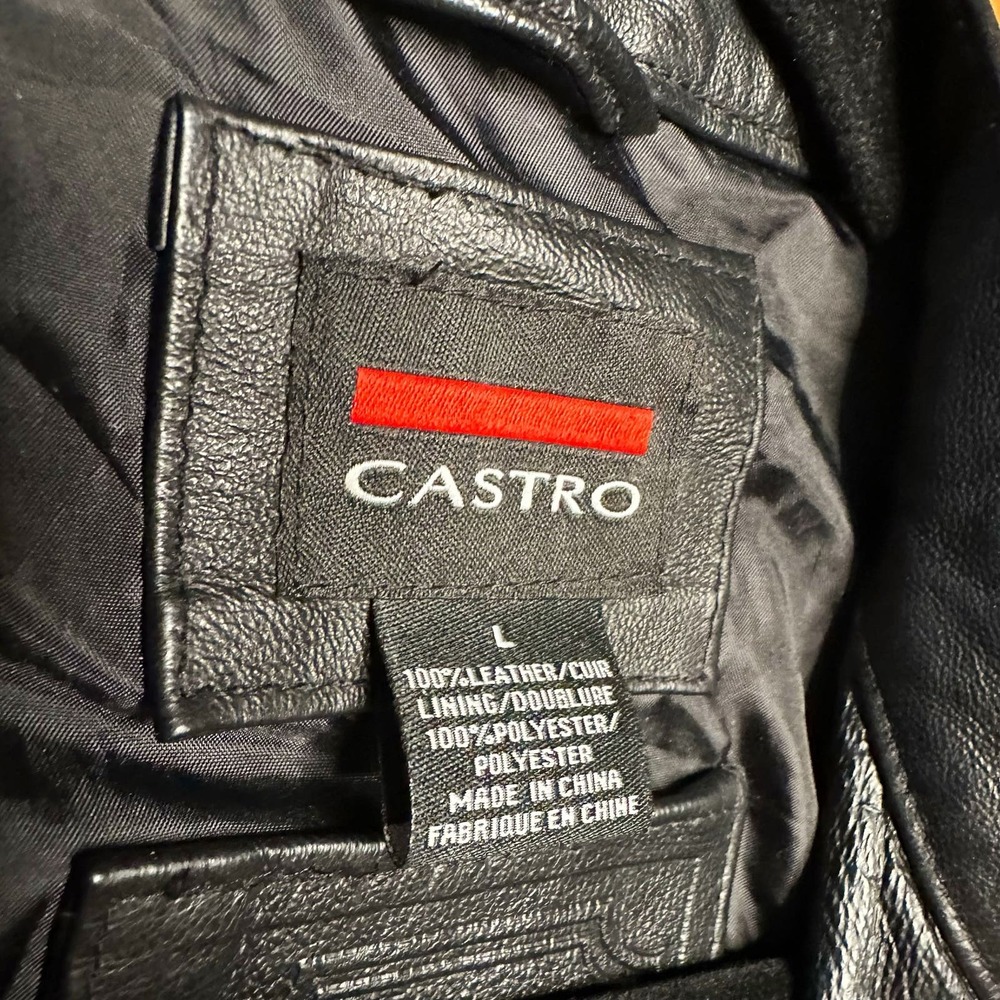 CASTRO
L
100%LEATHER/CUIR
LINING/DOUBLURE
100%POLYESTER/
POLYESTER
MADE IN CHINA
FABRIQUE EN CHINE